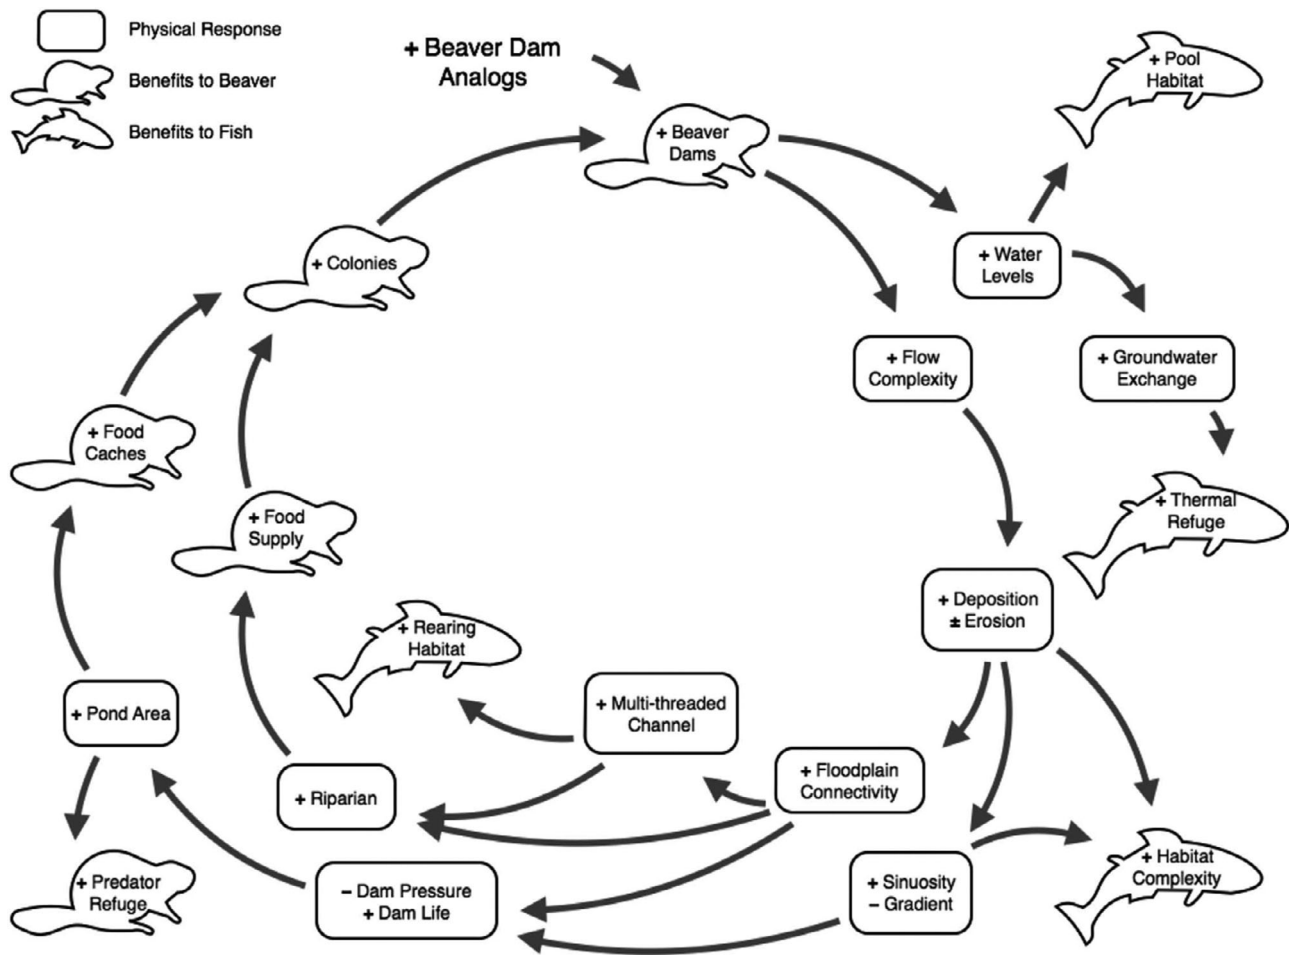 Physical Response
Benefits to Beaver
Benefits to Fish
+ Beaver Dam
Analogs
+ Beaver
Dams
+ Pool
Habitat
+ Colonies
+ Water
Levels
+ Flow
Complexity
+ Groundwater
Exchange
+ Food
Caches
+ Food
Supply
+ Thermal
Refuge
+ Deposition
± Erosion
+ Rearing
Habitat
+ Pond Area
+ Multi-threaded
Channel
+ Riparian
+ Floodplain
Connectivity
+ Predator
Refuge
− Dam Pressure
+ Dam Life
+ Sinuosity
− Gradient
+ Habitat
Complexity